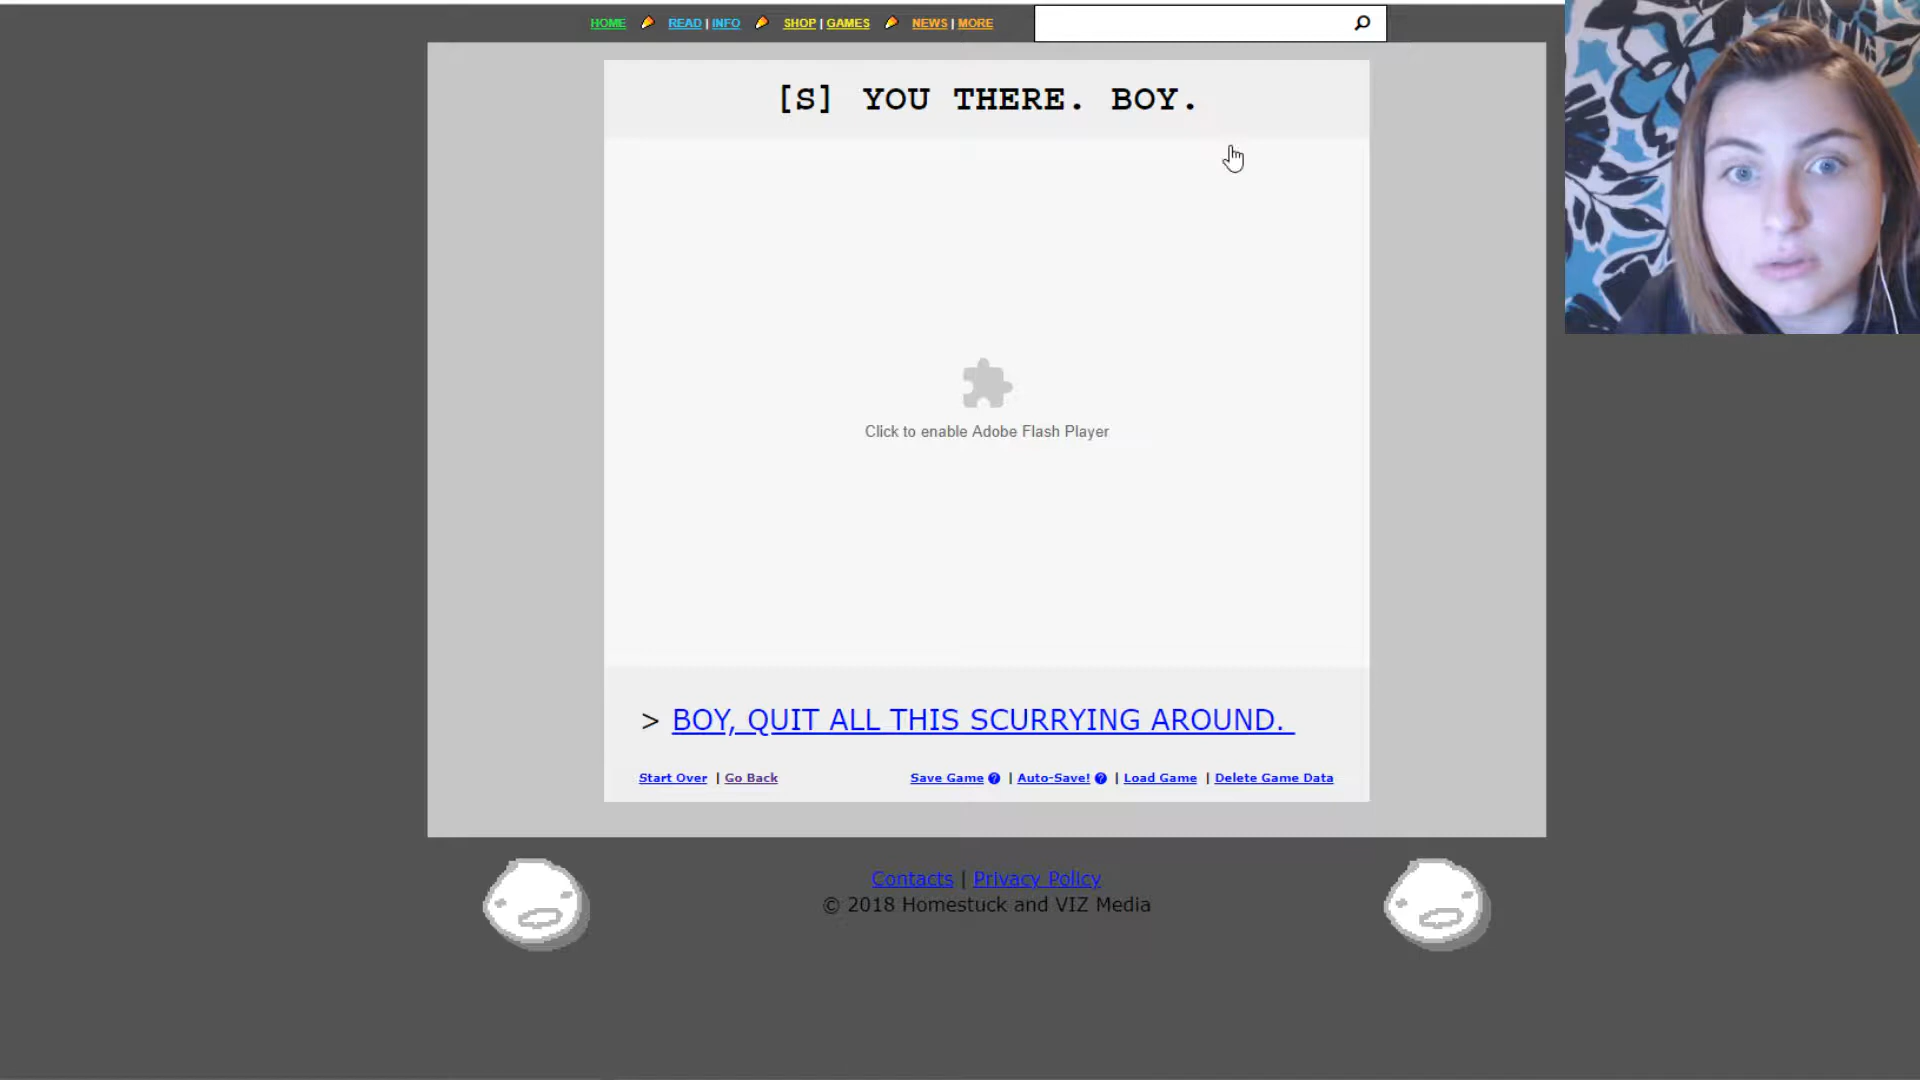 HOME READ | INFO SHOP | GAMES NEWS | MORE
[S] YOU THERE. BOY.
Click to enable Adobe Flash Player
> BOY, QUIT ALL THIS SCURRYING AROUND.
Start Over | Go Back Save Game ? | Auto-Save! ? | Load Game | Delete Game Data
Contacts | Privacy Policy
© 2018 Homestuck and VIZ Media